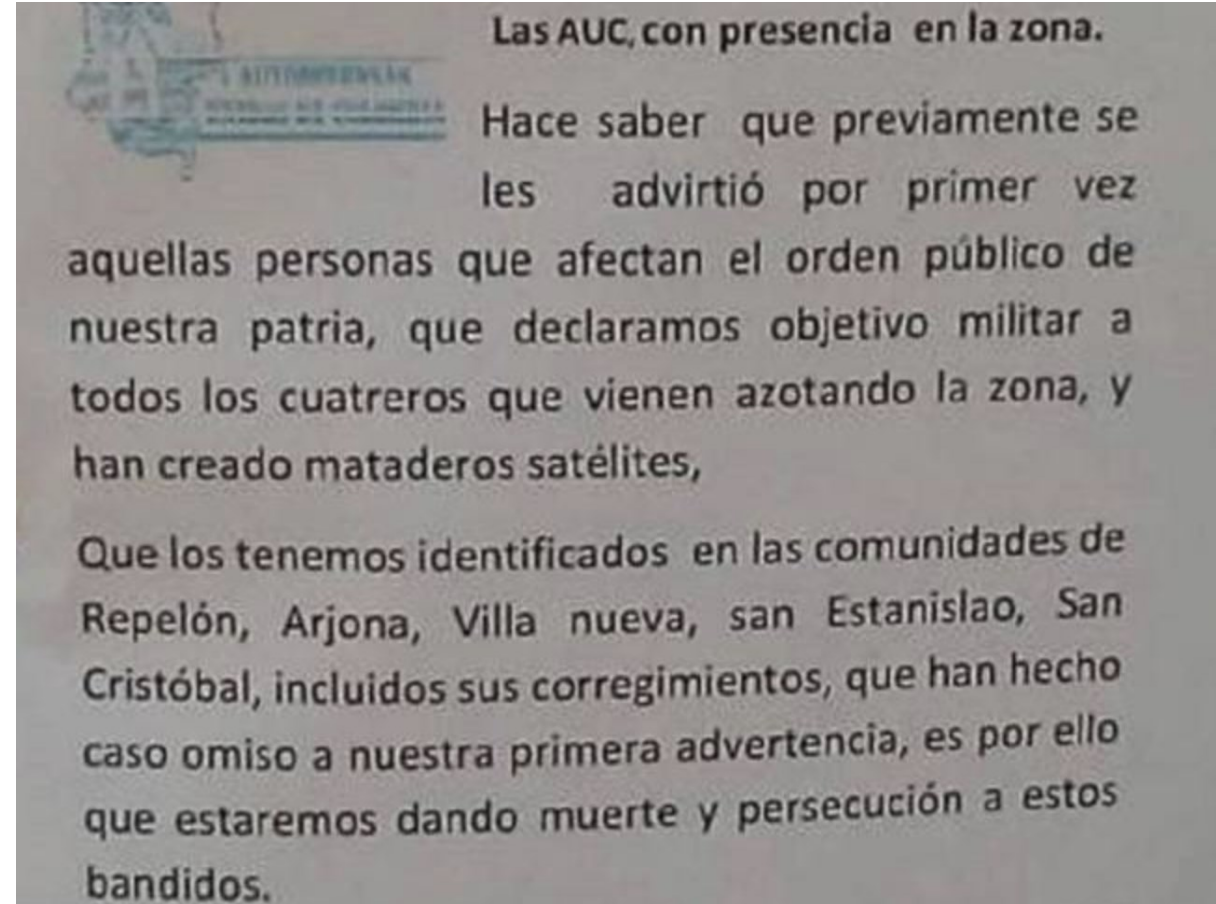 Las AUC, con presencia en la zona.
Hace saber que previamente se
les advirtió por primer vez
aquellas personas que afectan el orden público de
nuestra patria, que declaramos objetivo militar a
todos los cuatreros que vienen azotando la zona, y
han creado mataderos satélites,
Que los tenemos identificados en las comunidades de
Repelón, Arjona, Villa nueva, san Estanislao, San
Cristóbal, incluidos sus corregimientos, que han hecho
caso omiso a nuestra primera advertencia, es por ello
que estaremos dando muerte y persecución a estos
bandidos.